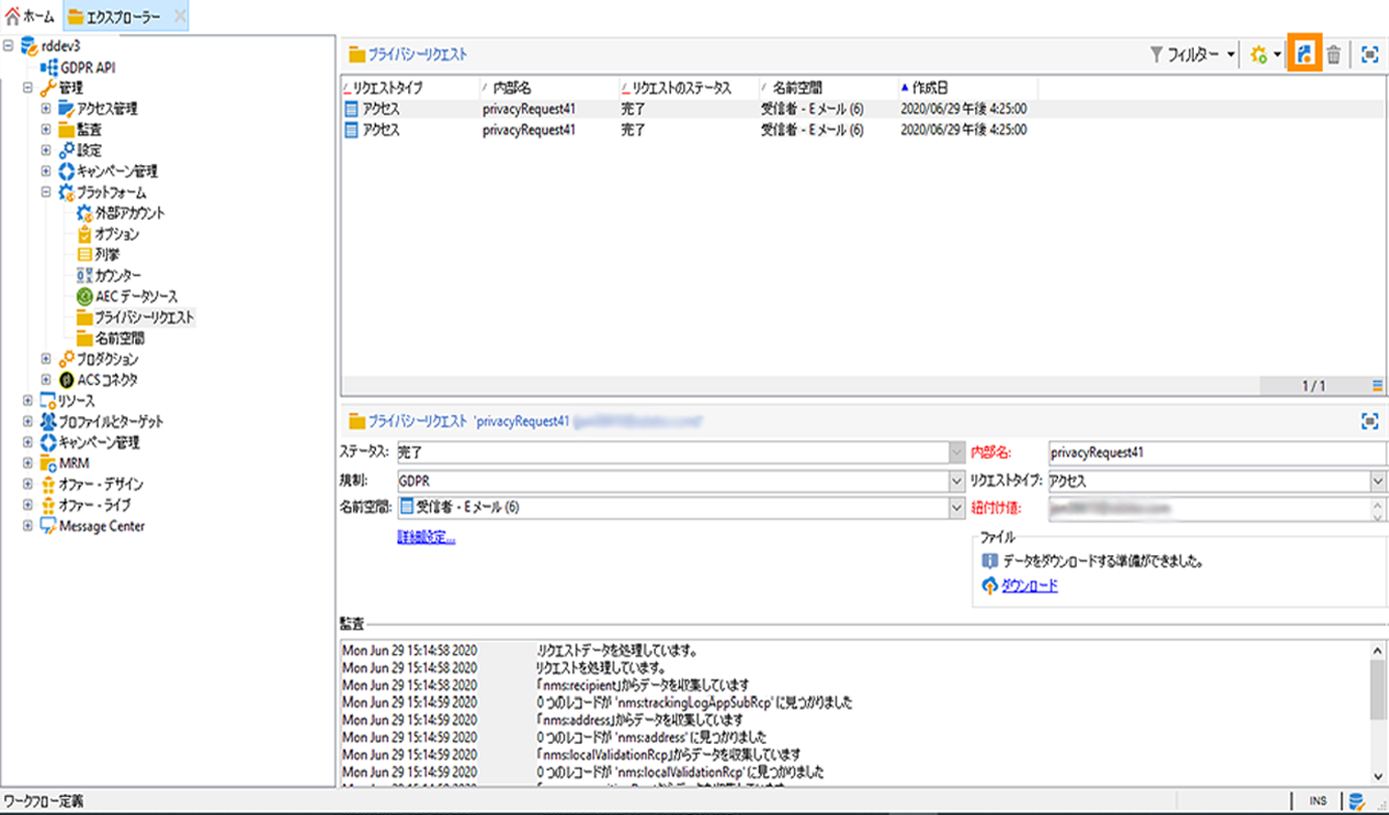 ホーム エクスプローラー
rddev3
GDPR API
管理
アクセス管理
監査
設定
キャンペーン管理
プラットフォーム
外部アカウント
オプション
列挙
カウンター
AEC データソース
プライバシーリクエスト
名前空間
プロダクション
ACS コネクタ
リソース
プロファイルとターゲット
キャンペーン管理
MRM
オファー - デザイン
オファー - ライブ
Message Center
プライバシーリクエスト フィルター
リクエストタイプ 内部名 リクエストのステータス 名前空間 作成日
アクセス privacyRequest41 完了 受信者 - E メール (6) 2020/06/29 午後 4:25:00
アクセス privacyRequest41 完了 受信者 - E メール (6) 2020/06/29 午後 4:25:00
1 / 1
プライバシーリクエスト 'privacyRequest41
ステータス: 完了 内部名: privacyRequest41
規制: GDPR リクエストタイプ: アクセス
名前空間: 受信者 - E メール (6) 紐付け値:
詳細設定...
ファイル
データをダウンロードする準備ができました。
ダウンロード
監査
Mon Jun 29 15:14:58 2020 .リクエストデータを処理しています。
Mon Jun 29 15:14:58 2020 リクエストを処理しています。
Mon Jun 29 15:14:58 2020 「nms:recipient」からデータを収集しています
Mon Jun 29 15:14:59 2020 0 つのレコードが 'nms:trackingLogAppSubRcp' に見つかりました
Mon Jun 29 15:14:59 2020 「nms:address」からデータを収集しています
Mon Jun 29 15:14:59 2020 0 つのレコードが 'nms:address' に見つかりました
Mon Jun 29 15:14:59 2020 「nms:localValidationRcp」からデータを収集しています
Mon Jun 29 15:14:59 2020 0 つのレコードが 'nms:localValidationRcp' に見つかりました
ワークフロー定義 INS